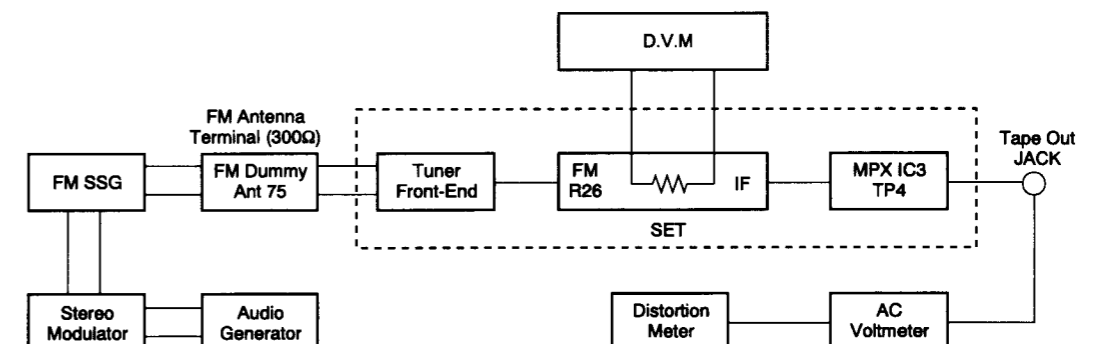 D.V.M
FM Antenna
Terminal (300Ω)
Tape Out
JACK
FM SSG
FM Dummy
Ant 75
Tuner
Front-End
FM
R26
IF
MPX IC3
TP4
SET
Stereo
Modulator
Audio
Generator
Distortion
Meter
AC
Voltmeter